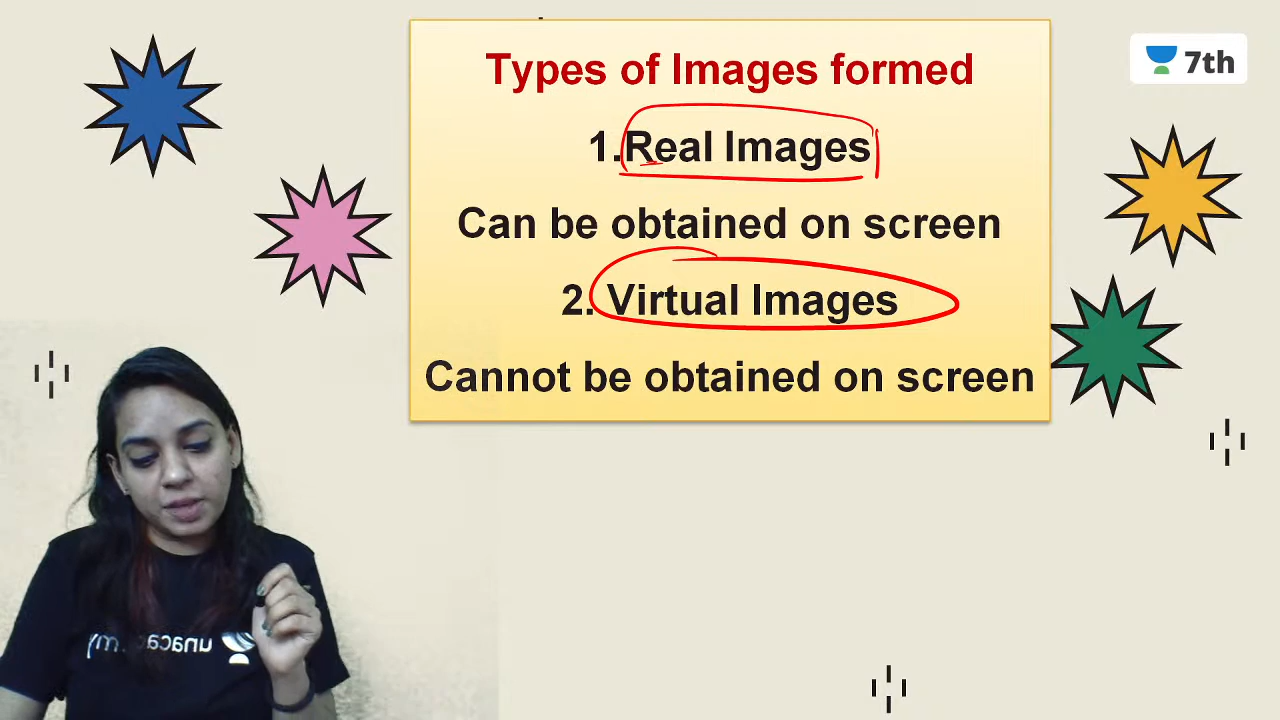 Types of Images formed
7th
1.Real Images
Can be obtained on screen
2. Virtual Images
Cannot be obtained on screen
unacademy